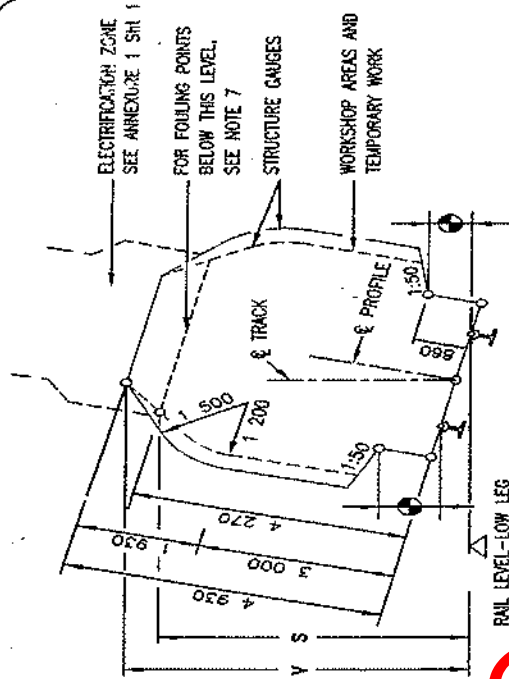 ELECTRIFICATION ZONE
SEE ANNEXURE 1 Sht 1
FOR FOULING POINTS
BELOW THIS LEVEL,
SEE NOTE 7
STRUCTURE GAUGES
WORKSHOP AREAS AND
TEMPORARY WORK
1:50
860
℄ PROFILE
℄ TRACK
1 500
1 200
1:50
4 270
1 930
3 000
4 930
S
V
RAIL LEVEL-LOW LEG